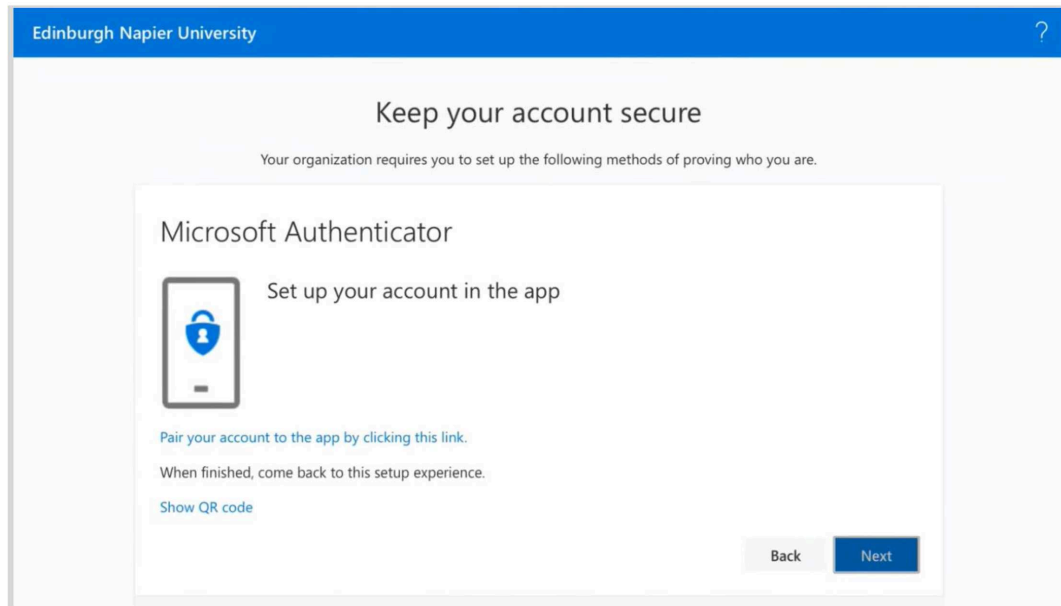 Edinburgh Napier University
?
Keep your account secure
Your organization requires you to set up the following methods of proving who you are.
Microsoft Authenticator
Set up your account in the app
Pair your account to the app by clicking this link.
When finished, come back to this setup experience.
Show QR code
Back Next